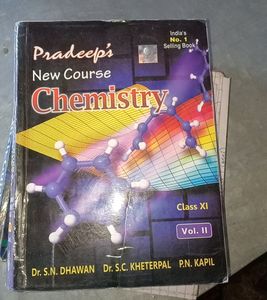 Pradeep's
India's
No. 1
Selling Book
New Course
Chemistry
Class XI
Vol. II
Dr. S.N. DHAWAN Dr. S.C. KHETERPAL P.N. KAPIL